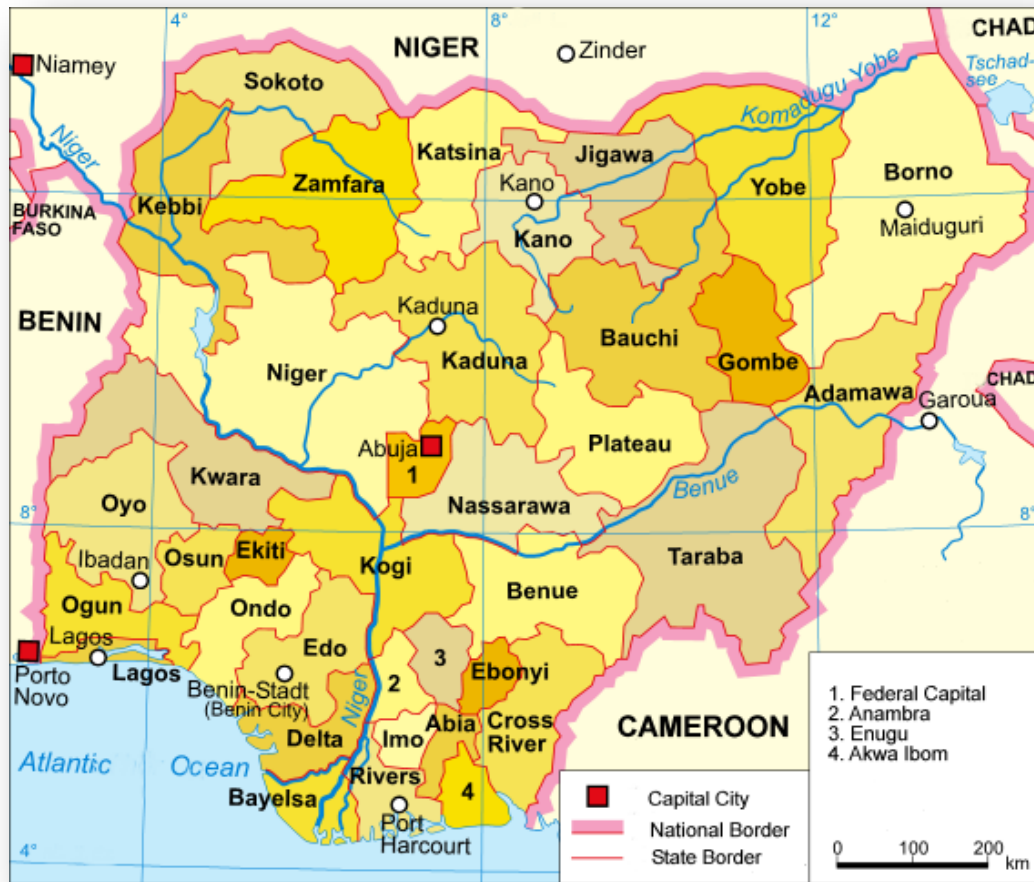 4°
8°
12°
CHAD
NIGER
Zinder
Niamey
Tschad-
see
Sokoto
Komadugu Yobe
Niger
Katsina
Jigawa
Borno
Zamfara
Kano
Yobe
Kebbi
BURKINA
FASO
Maiduguri
Kano
Kaduna
BENIN
Bauchi
Kaduna
Gombe
Niger
CHAD
Adamawa
Garoua
Abuja
Plateau
1
Kwara
Benue
Nassarawa
Oyo
8°
8°
Ibadan
Osun
Ekiti
Kogi
Taraba
Benue
Ogun
Ondo
Lagos
Edo
3
Ebonyi
Porto
Novo
Lagos
Benin-Stadt
(Benin City)
Niger
2
Abia
Cross
River
CAMEROON
Delta
Imo
Atlantic Ocean
Rivers
4
Bayelsa
Port
Harcourt
4°
1. Federal Capital
2. Anambra
3. Enugu
4. Akwa Ibom
Capital City
National Border
State Border
0 100 200
km